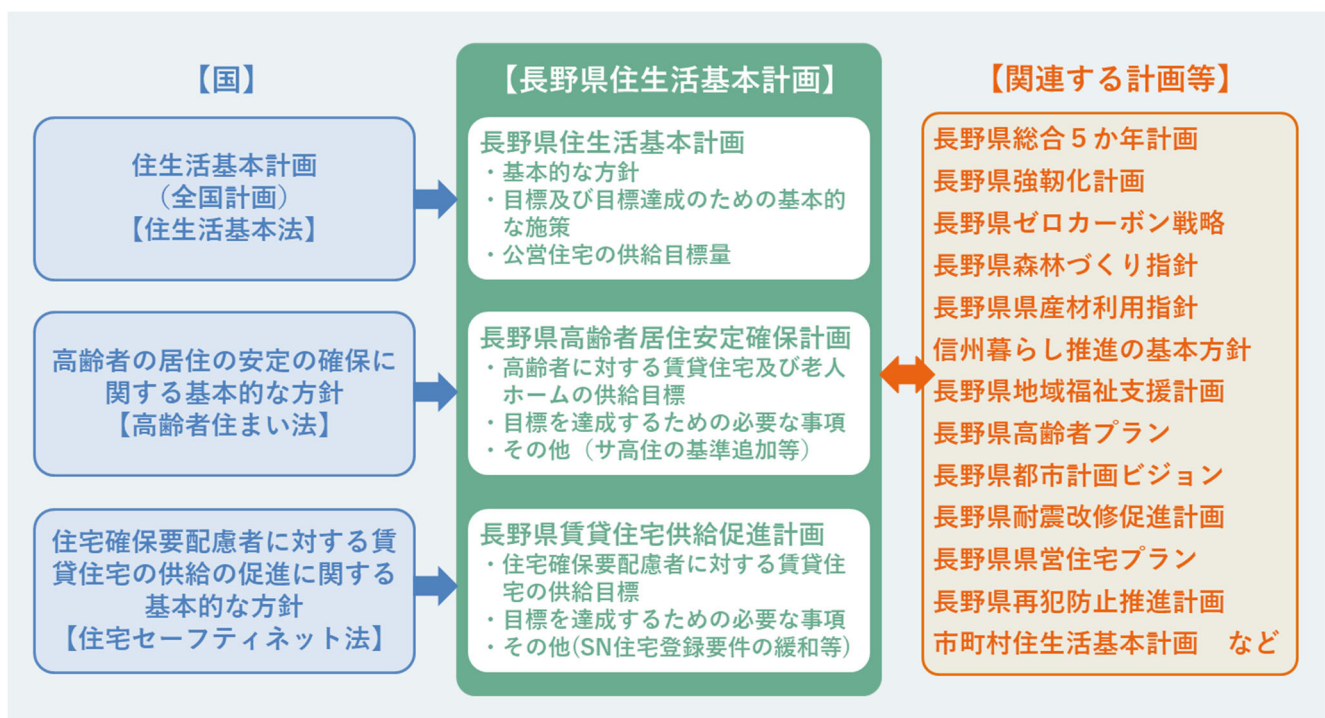 【国】
住生活基本計画
（全国計画）
【住生活基本法】
高齢者の居住の安定の確保に
関する基本的な方針
【高齢者住まい法】
住宅確保要配慮者に対する賃
貸住宅の供給の促進に関する
基本的な方針
【住宅セーフティネット法】
【長野県住生活基本計画】
長野県住生活基本計画
・基本的な方針
・目標及び目標達成のための基本的
な施策
・公営住宅の供給目標量
長野県高齢者居住安定確保計画
・高齢者に対する賃貸住宅及び老人
ホームの供給目標
・目標を達成するための必要な事項
・その他（サ高住の基準追加等）
長野県賃貸住宅供給促進計画
・住宅確保要配慮者に対する賃貸住
宅の供給目標
・目標を達成するための必要な事項
・その他(SN住宅登録要件の緩和等)
【関連する計画等】
長野県総合５か年計画
長野県強靭化計画
長野県ゼロカーボン戦略
長野県森林づくり指針
長野県県産材利用指針
信州暮らし推進の基本方針
長野県地域福祉支援計画
長野県高齢者プラン
長野県都市計画ビジョン
長野県耐震改修促進計画
長野県県営住宅プラン
長野県再犯防止推進計画
市町村住生活基本計画　など